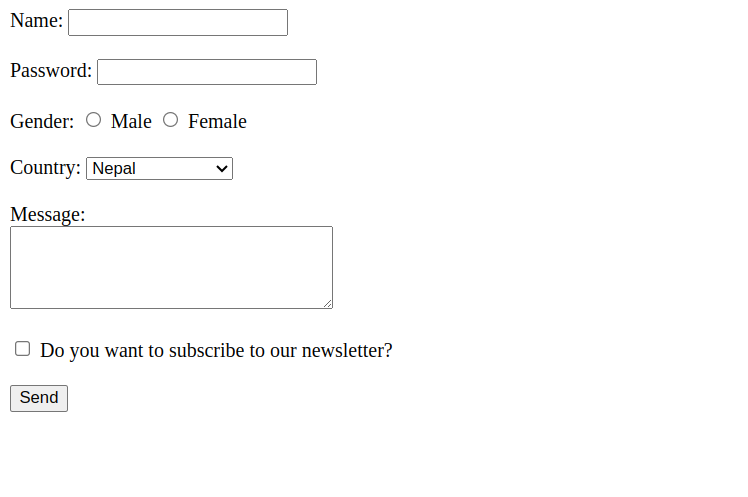 Name:
Password:
Gender: Male Female
Country: Nepal
Message:
Do you want to subscribe to our newsletter?
Send